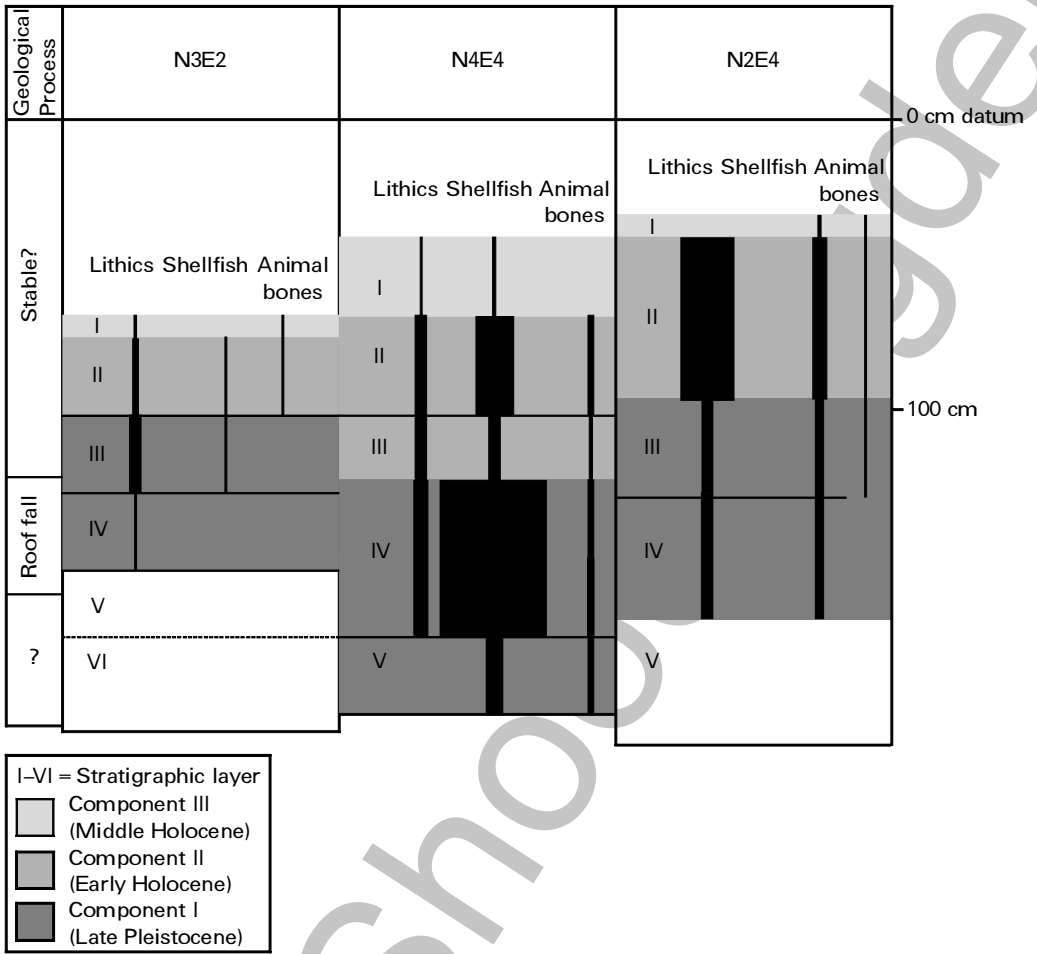 Geological
Process
N3E2
N4E4
N2E4
0 cm datum
Stable?
Roof fall
?
Lithics Shellfish Animal
bones
I
II
III
IV
V
VI
Lithics Shellfish Animal
bones
I
II
III
IV
V
Lithics Shellfish Animal
bones
I
II
III
IV
V
100 cm
I–VI = Stratigraphic layer
Component III
(Middle Holocene)
Component II
(Early Holocene)
Component I
(Late Pleistocene)